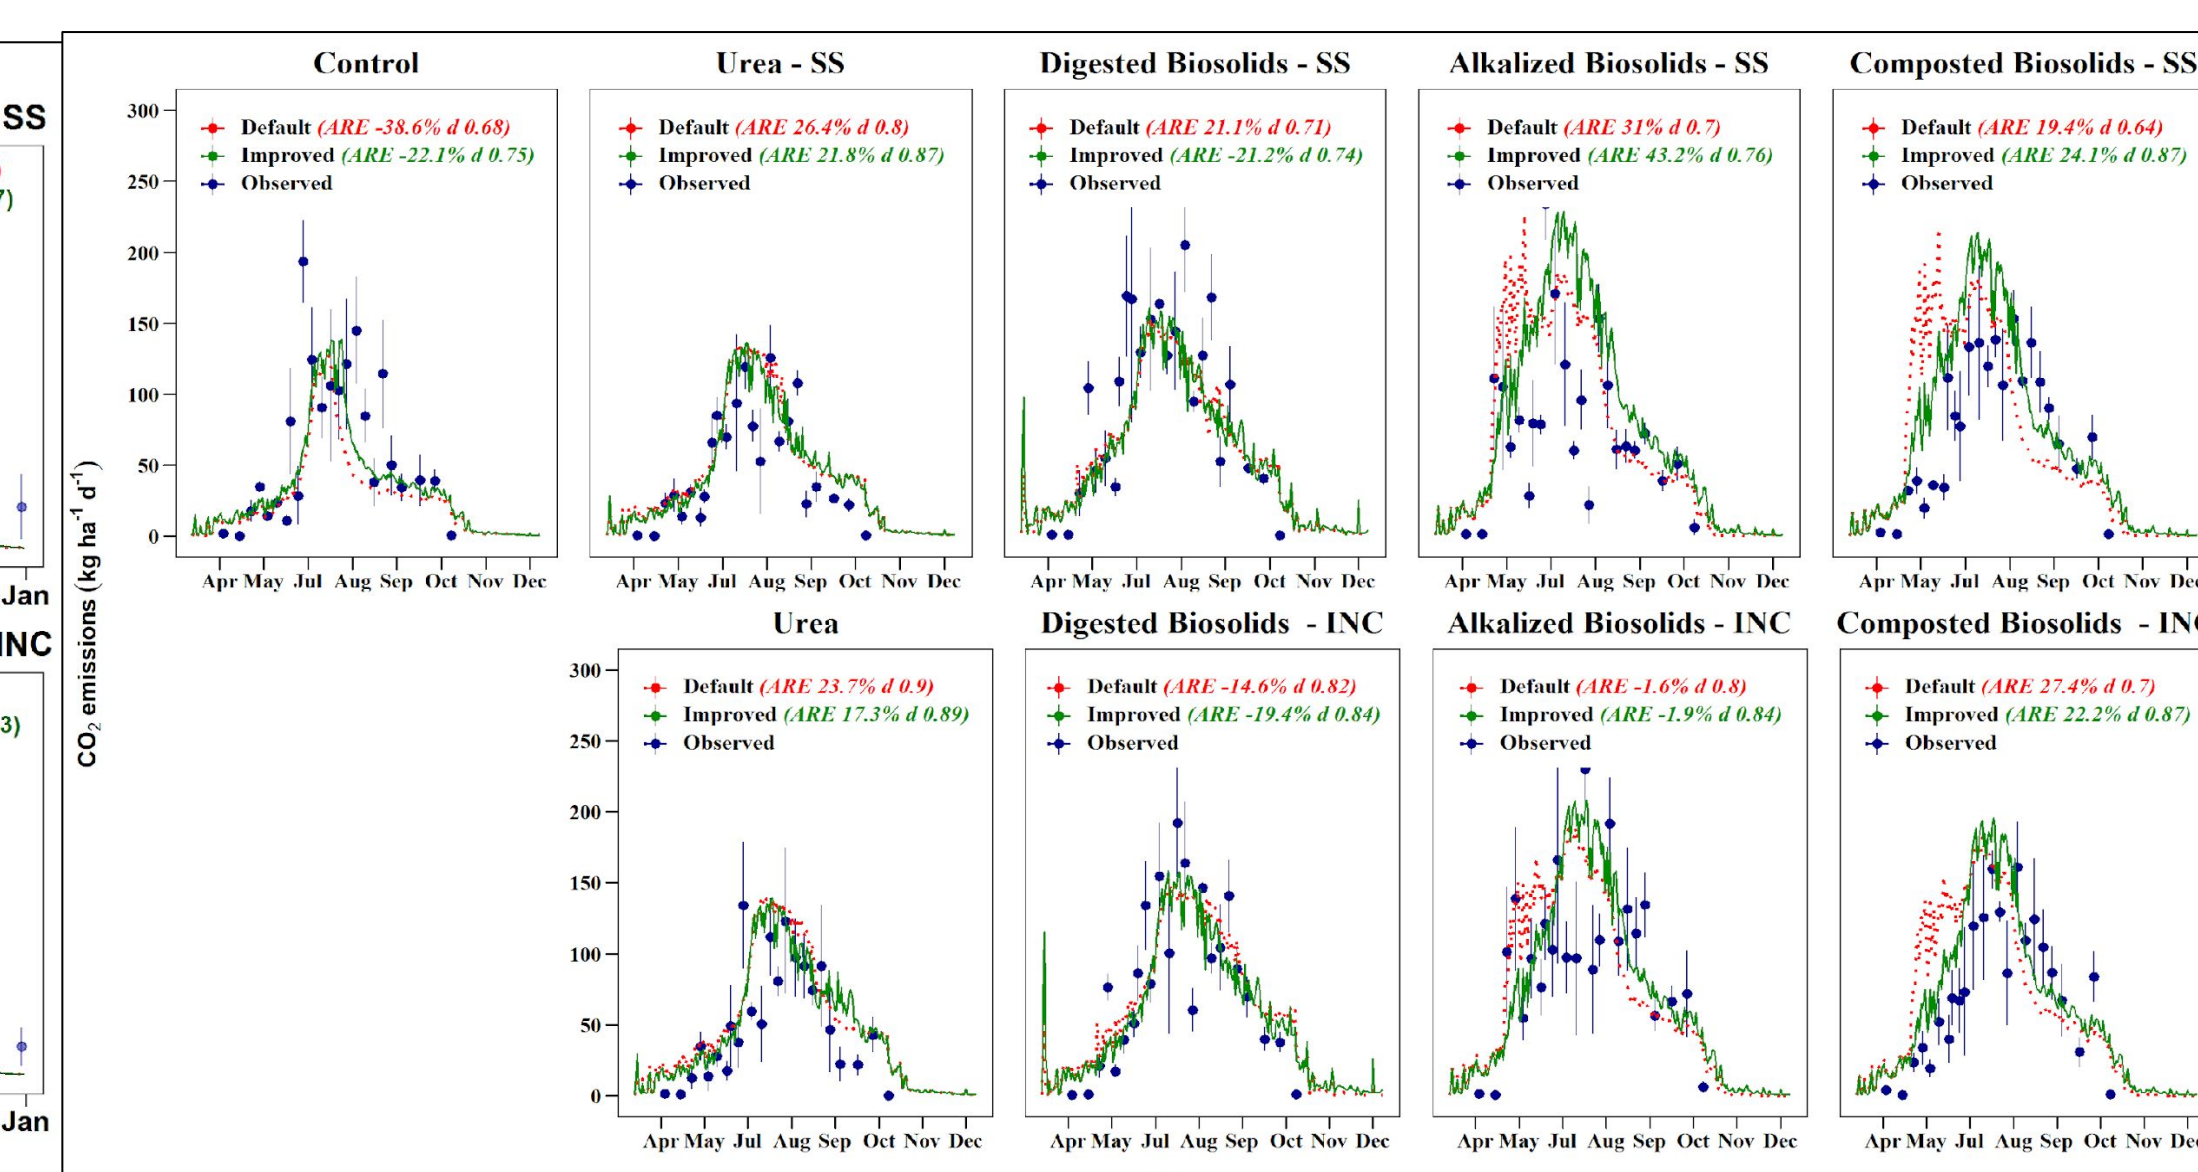 SS
7)
Jan
INC
3)
Jan
CO2 emissions (kg ha-1 d-1)
Control
Default (ARE -38.6% d 0.68)
Improved (ARE -22.1% d 0.75)
Observed
300
250
200
150
100
50
0
Apr May Jul Aug Sep Oct Nov Dec
Urea - SS
Default (ARE 26.4% d 0.8)
Improved (ARE 21.8% d 0.87)
Observed
Apr May Jul Aug Sep Oct Nov Dec
Digested Biosolids - SS
Default (ARE 21.1% d 0.71)
Improved (ARE -21.2% d 0.74)
Observed
Apr May Jul Aug Sep Oct Nov Dec
Alkalized Biosolids - SS
Default (ARE 31% d 0.7)
Improved (ARE 43.2% d 0.76)
Observed
Apr May Jul Aug Sep Oct Nov Dec
Composted Biosolids - SS
Default (ARE 19.4% d 0.64)
Improved (ARE 24.1% d 0.87)
Observed
Apr May Jul Aug Sep Oct Nov De
Urea
Default (ARE 23.7% d 0.9)
Improved (ARE 17.3% d 0.89)
Observed
300
250
200
150
100
50
0
Apr May Jul Aug Sep Oct Nov Dec
Digested Biosolids - INC
Default (ARE -14.6% d 0.82)
Improved (ARE -19.4% d 0.84)
Observed
Apr May Jul Aug Sep Oct Nov Dec
Alkalized Biosolids - INC
Default (ARE -1.6% d 0.8)
Improved (ARE -1.9% d 0.84)
Observed
Apr May Jul Aug Sep Oct Nov Dec
Composted Biosolids - INC
Default (ARE 27.4% d 0.7)
Improved (ARE 22.2% d 0.87)
Observed
Apr May Jul Aug Sep Oct Nov De